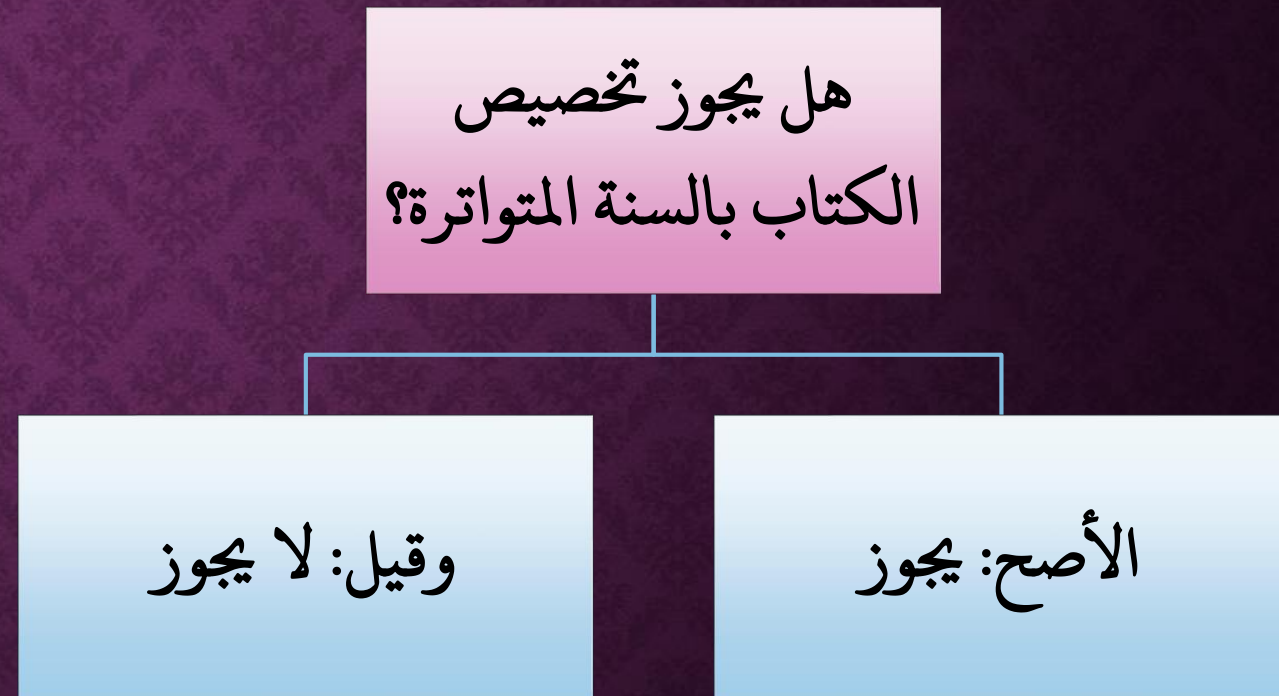 هل يجوز تخصيص
الكتاب بالسنة المتواترة؟
الأصح: يجوز
وقيل: لا يجوز